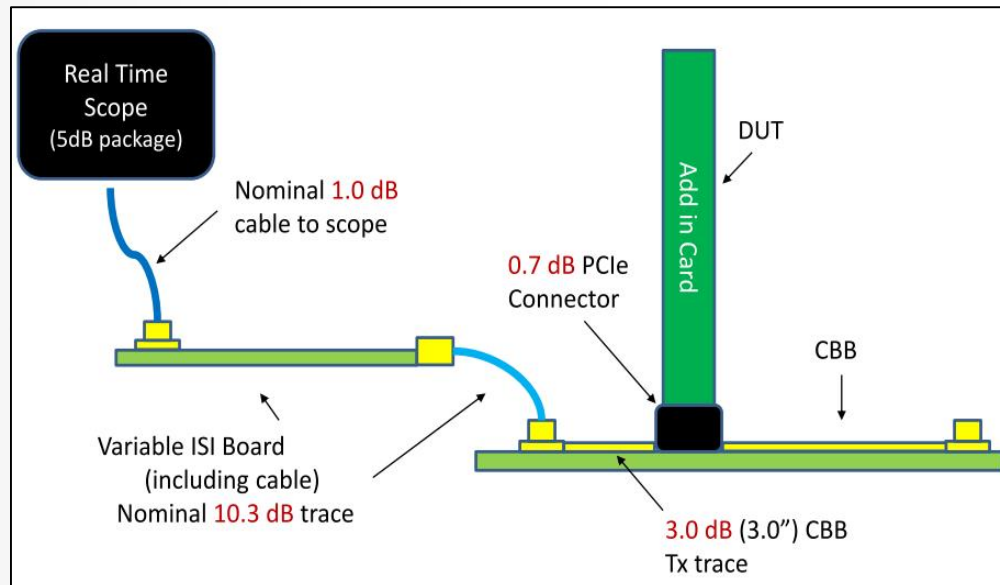 Real Time
Scope
(5dB package)
Nominal 1.0 dB
cable to scope
DUT
Add in Card
0.7 dB PCIe
Connector
CBB
Variable ISI Board
(including cable)
Nominal 10.3 dB trace
3.0 dB (3.0”) CBB
Tx trace